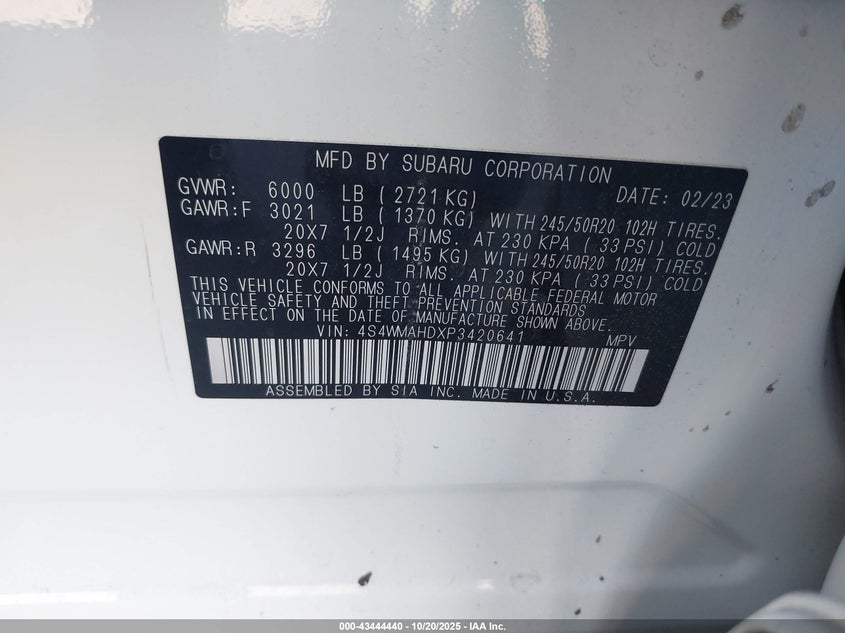 MFD BY SUBARU CORPORATION
GVWR: 6000 LB ( 2721 KG) DATE: 02/23
GAWR:F 3021 LB ( 1370 KG) WITH 245/50R20 102H TIRES.
20X7 1/2J RIMS. AT 230 KPA ( 33 PSI) COLD
GAWR:R 3296 LB ( 1495 KG) WITH 245/50R20 102H TIRES.
20X7 1/2J RIMS. AT 230 KPA ( 33 PSI) COLD
THIS VEHICLE CONFORMS TO ALL APPLICABLE FEDERAL MOTOR
VEHICLE SAFETY AND THEFT PREVENTION STANDARDS
IN EFFECT ON THE DATE OF MANUFACTURE SHOWN ABOVE.
VIN: 4S4WMAHDXP3420641 MPV
ASSEMBLED BY SIA INC. MADE IN U.S.A.
000-43444440 - 10/20/2025 - IAA Inc.